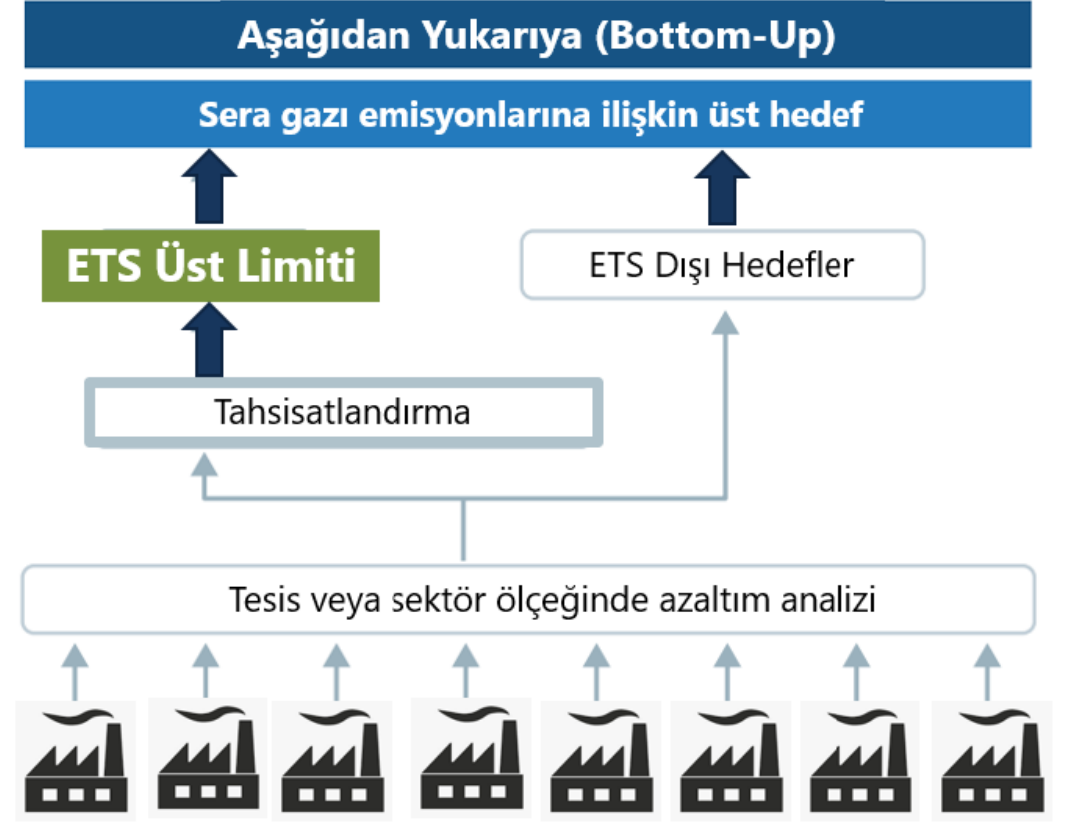 Aşağıdan Yukarıya (Bottom-Up)
Sera gazı emisyonlarına ilişkin üst hedef
ETS Üst Limiti
ETS Dışı Hedefler
Tahsisatlandırma
Tesis veya sektör ölçeğinde azaltım analizi